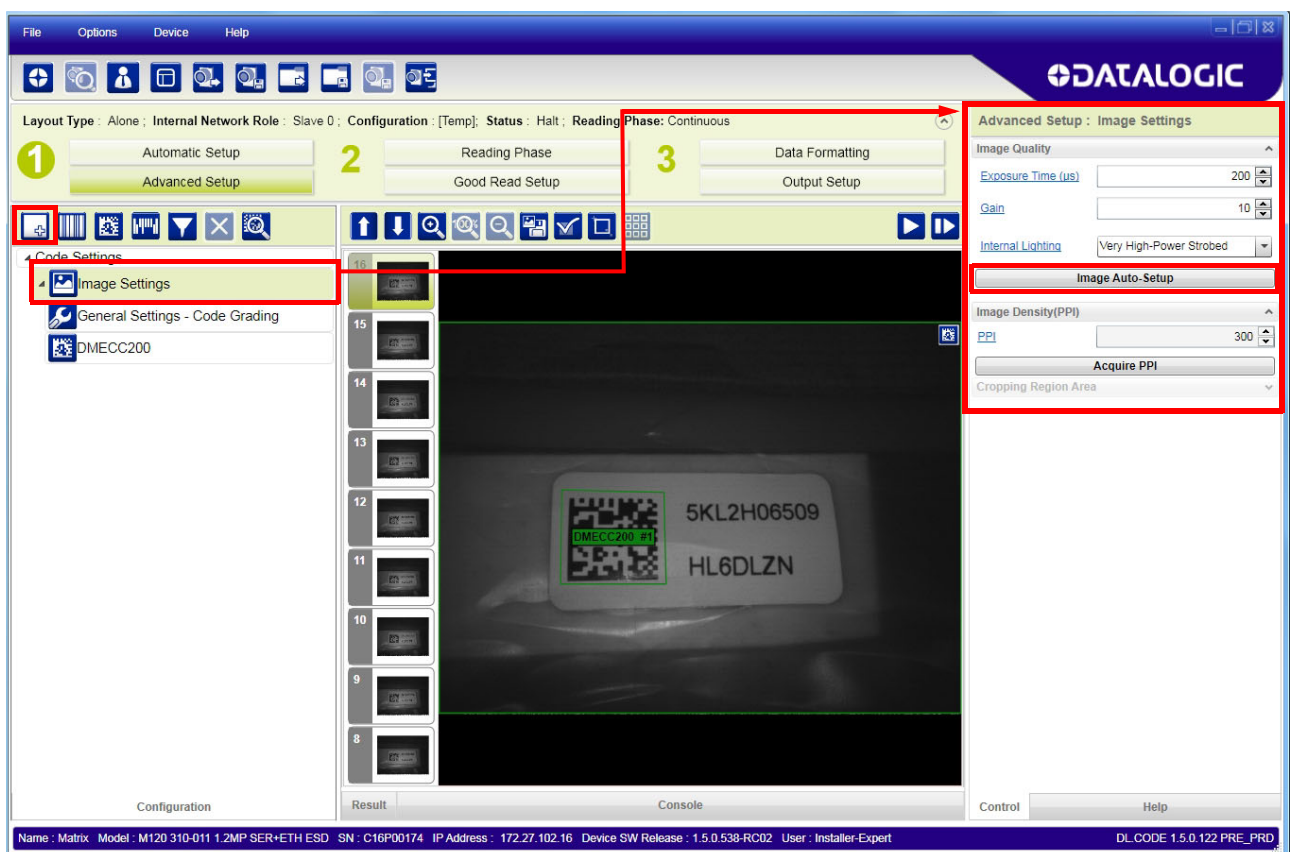 File Options Device Help
DATALOGIC
Layout Type : Alone ; Internal Network Role : Slave 0 ; Configuration : [Temp]; Status : Halt ; Reading Phase: Continuous
1 Automatic Setup 2 Reading Phase 3 Data Formatting
Advanced Setup Good Read Setup Output Setup
Code Settings
Image Settings
General Settings - Code Grading
DMECC200
16
15
14
13
12
11
10
9
8
5KL2H06509
DMECC200 #1
HL6DLZN
Advanced Setup : Image Settings
Image Quality
Exposure Time (µs) 200
Gain 10
Internal Lighting Very High-Power Strobed
Image Auto-Setup
Image Density(PPI)
PPI 300
Acquire PPI
Cropping Region Area
Configuration Result Console Control Help
Name : Matrix Model : M120 310-011 1.2MP SER+ETH ESD SN : C16P00174 IP Address : 172.27.102.16 Device SW Release : 1.5.0.538-RC02 User : Installer-Expert DL.CODE 1.5.0.122 PRE_PRD